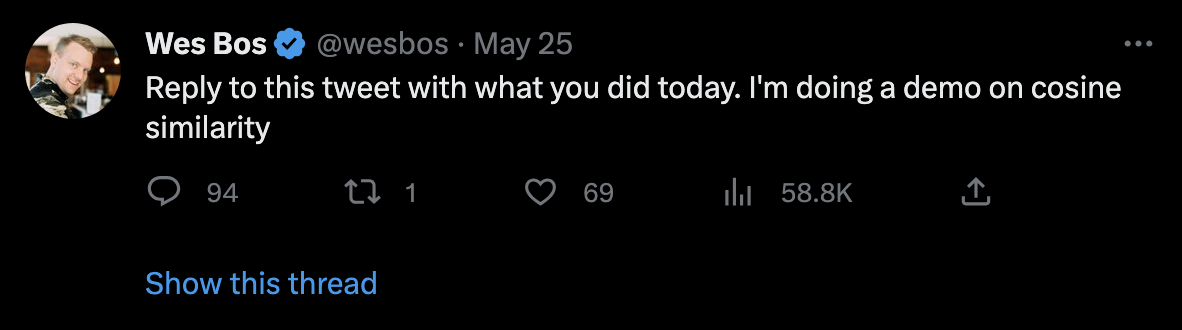 Wes Bos @wesbos · May 25
Reply to this tweet with what you did today. I'm doing a demo on cosine
similarity
94 1 69 58.8K
Show this thread